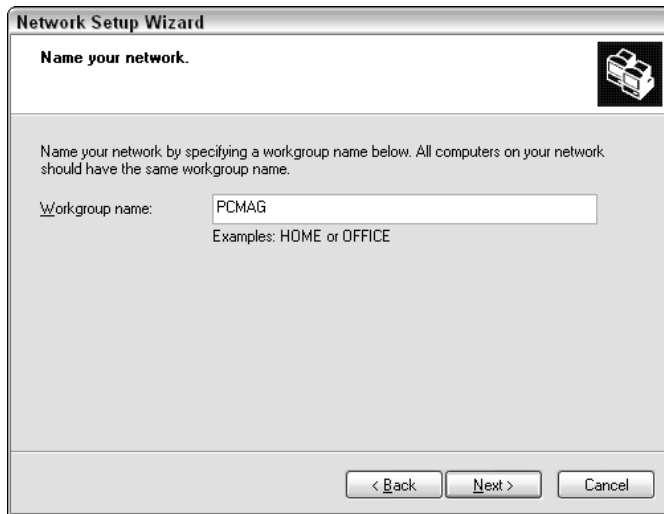 Network Setup Wizard
Name your network.
Name your network by specifying a workgroup name below. All computers on your network
should have the same workgroup name.
Workgroup name: PCMAG
Examples: HOME or OFFICE
< Back Next > Cancel